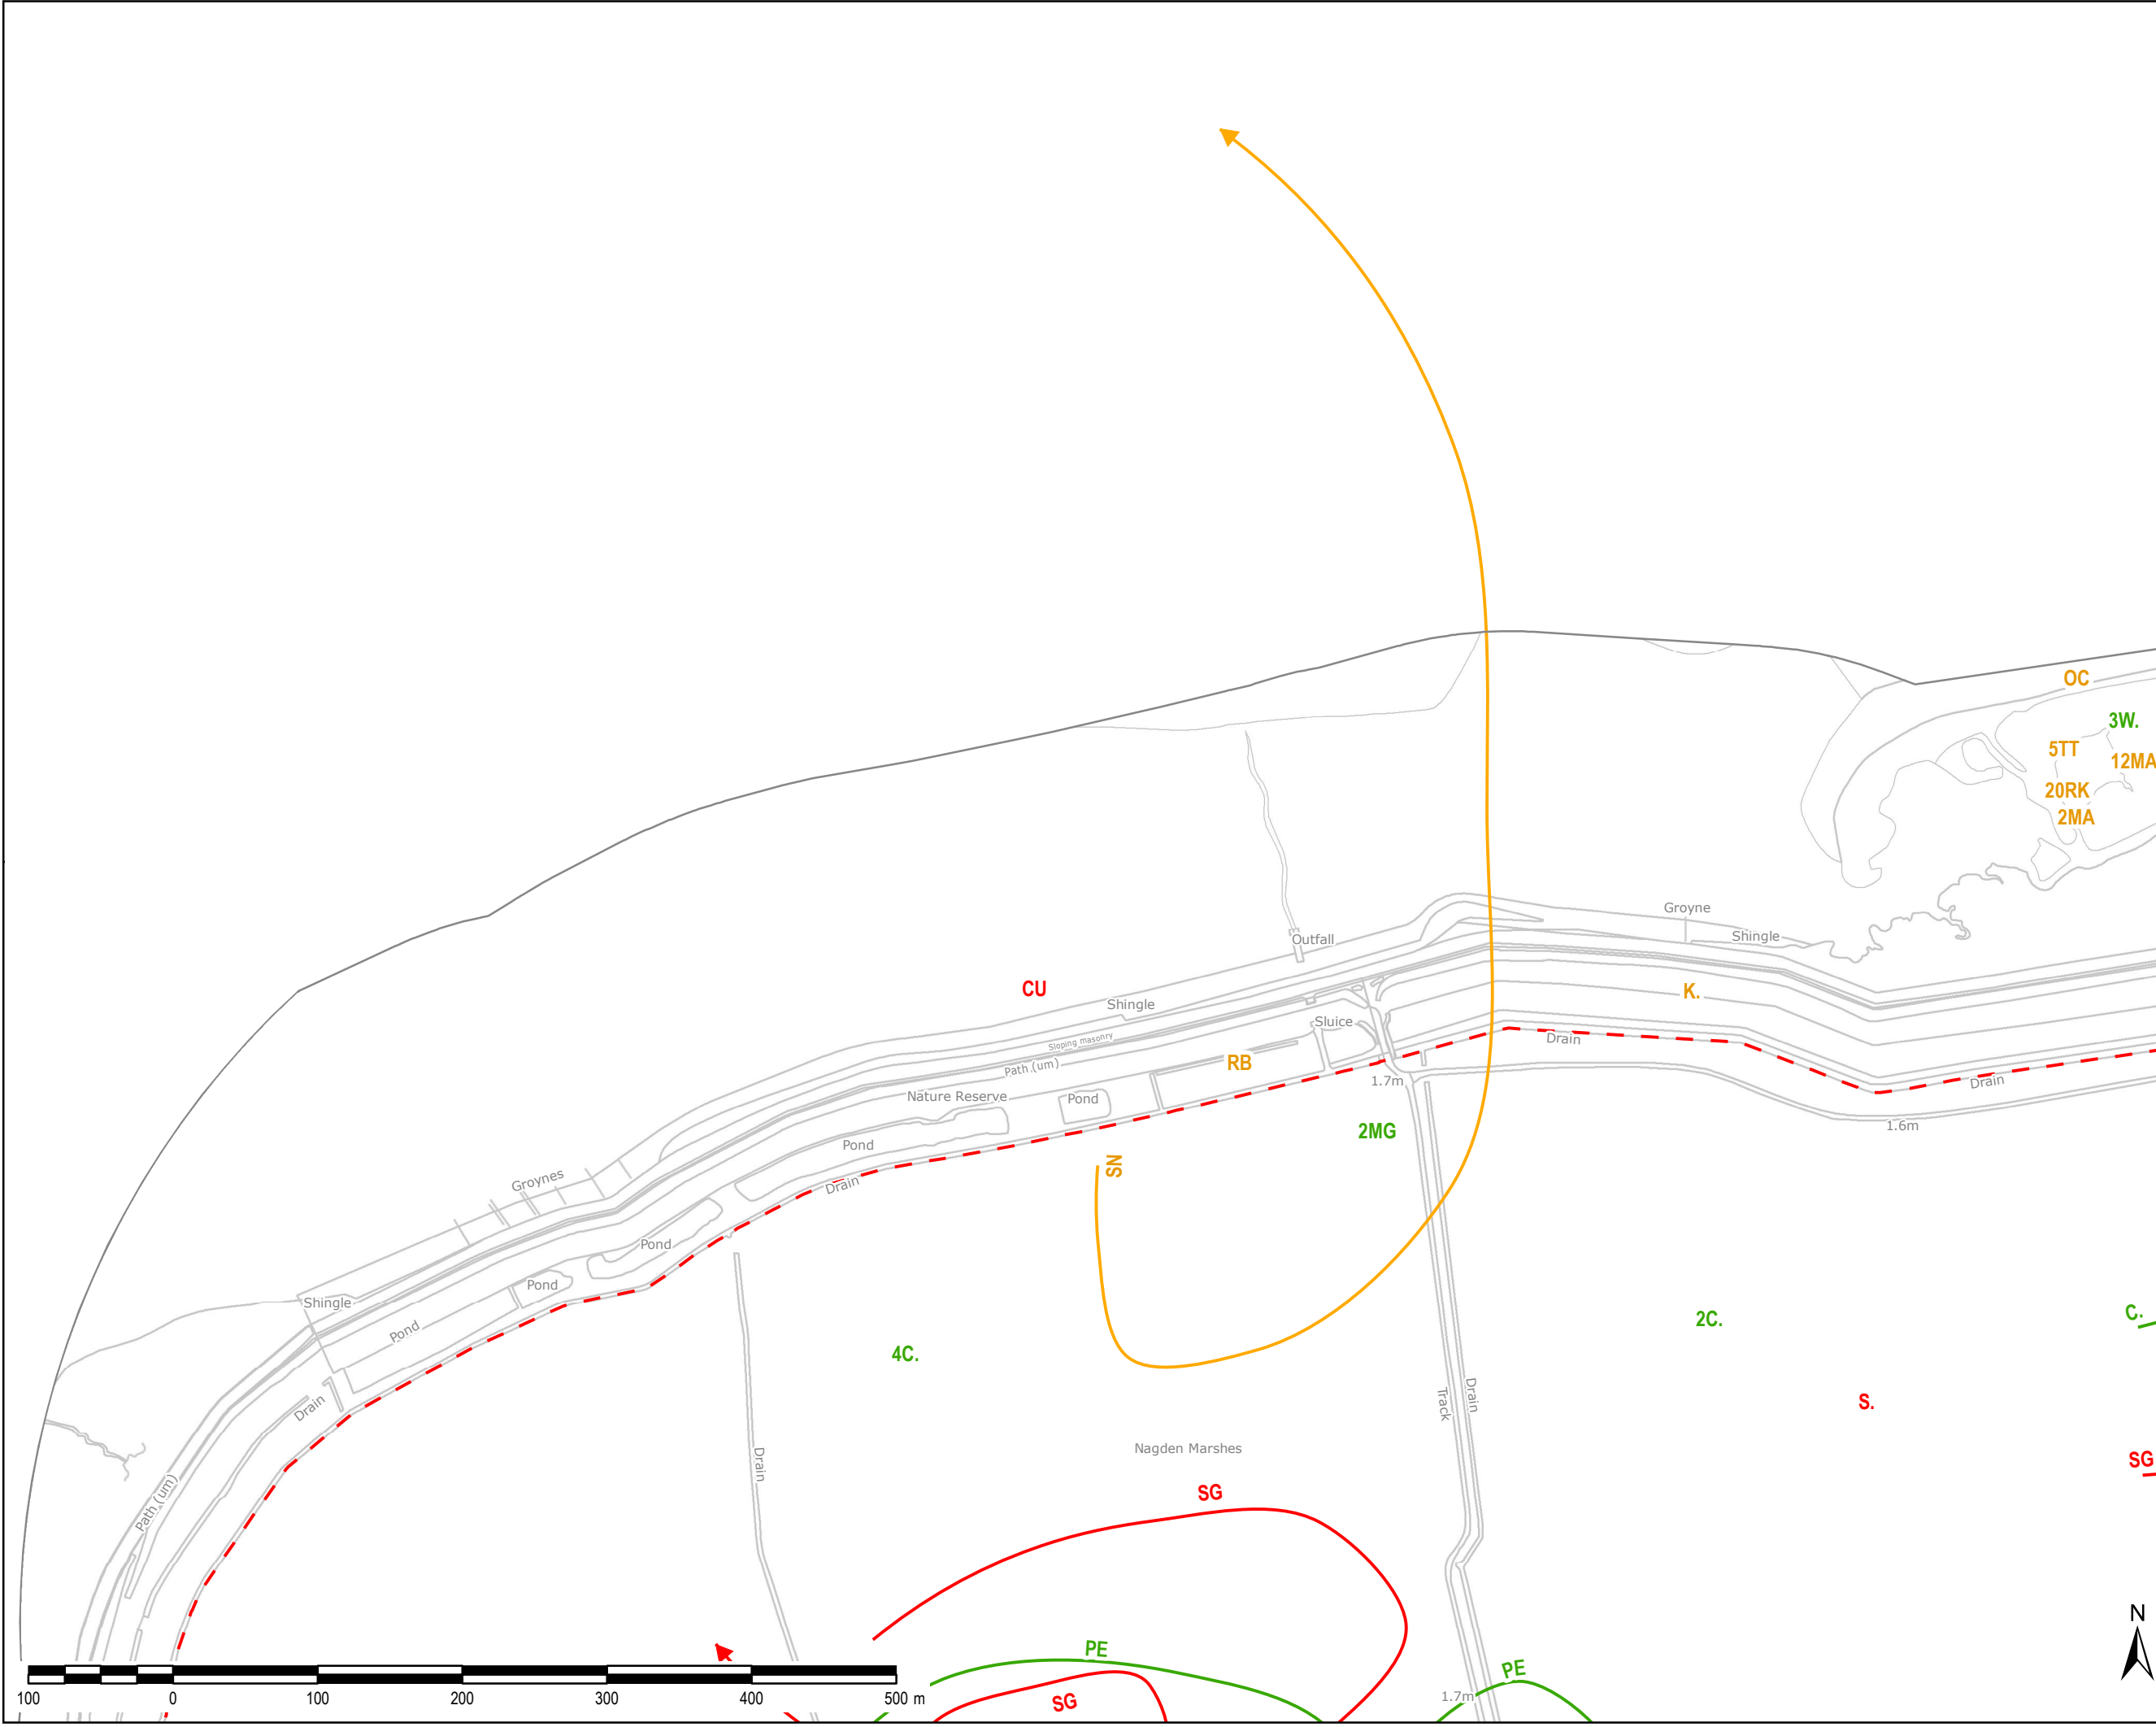 OC
3W.
5TT
12MA
20RK
2MA
Groyne
Shingle
Outfall
CU
K.
Shingle
Sluice
Sloping masonry
Drain
RB
Path (um)
1.7m
Drain
Nature Reserve
Pond
1.6m
2MG
Pond
SN
Groynes
Drain
Pond
Pond
Shingle
C.
2C.
Pond
4C.
Drain
Track
Drain
S.
Nagden Marshes
SG
Drain
SG
Path (um)
N
PE
PE
1.7m
SG
100 0 100 200 300 400 500 m